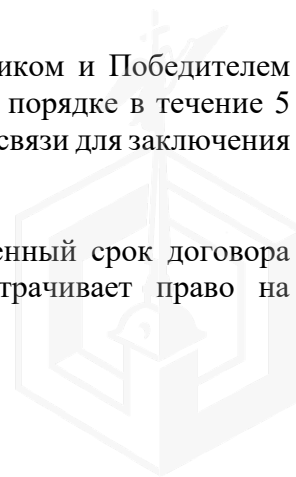 иком и Победителем
порядке в течение 5
связи для заключения
енный срок договора
трачивает право на